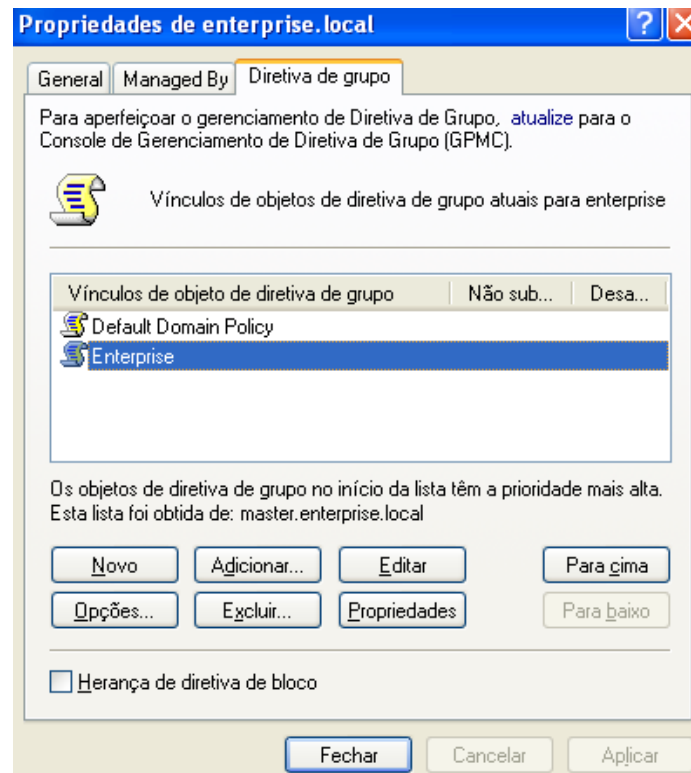 Propriedades de enterprise.local
General Managed By Diretiva de grupo
Para aperfeiçoar o gerenciamento de Diretiva de Grupo, atualize para o
Console de Gerenciamento de Diretiva de Grupo (GPMC).
Vínculos de objetos de diretiva de grupo atuais para enterprise
Vínculos de objeto de diretiva de grupo Não sub... Desa...
Default Domain Policy
Enterprise
Os objetos de diretiva de grupo no início da lista têm a prioridade mais alta.
Esta lista foi obtida de: master.enterprise.local
Novo Adicionar... Editar Para cima
Opções... Excluir... Propriedades Para baixo
Herança de diretiva de bloco
Fechar Cancelar Aplicar